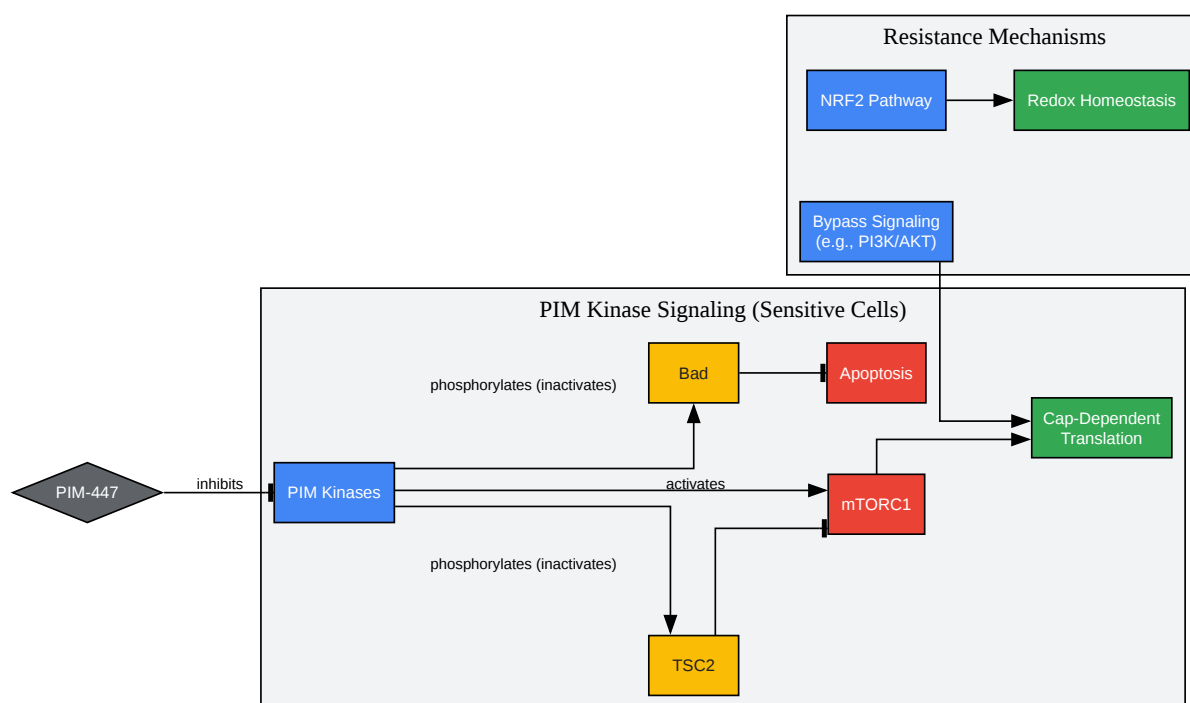 Resistance Mechanisms
NRF2 Pathway
Redox Homeostasis
Bypass Signaling
(e.g., PI3K/AKT)
PIM Kinase Signaling (Sensitive Cells)
phosphorylates (inactivates)
Bad
Apoptosis
Cap-Dependent
Translation
PIM-447
inhibits
PIM Kinases
activates
mTORC1
phosphorylates (inactivates)
TSC2